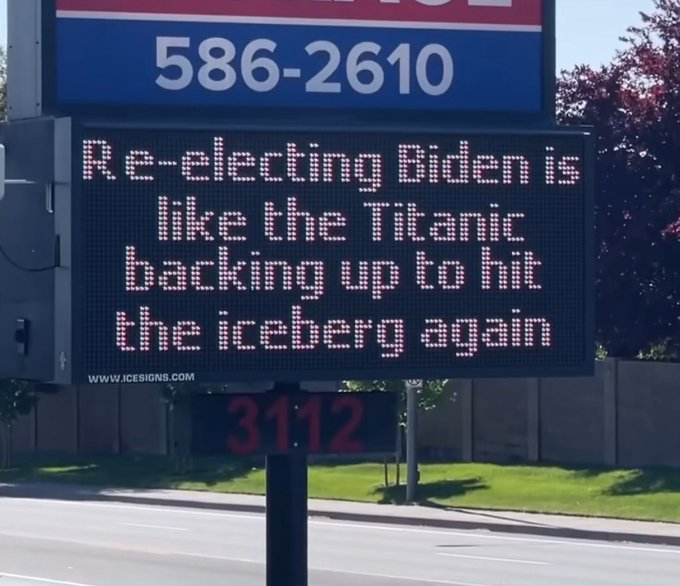 586-2610
Re-electing Biden is
like the Titanic
backing up to hit
the iceberg again
WWW.ICESIGNS.COM
3112